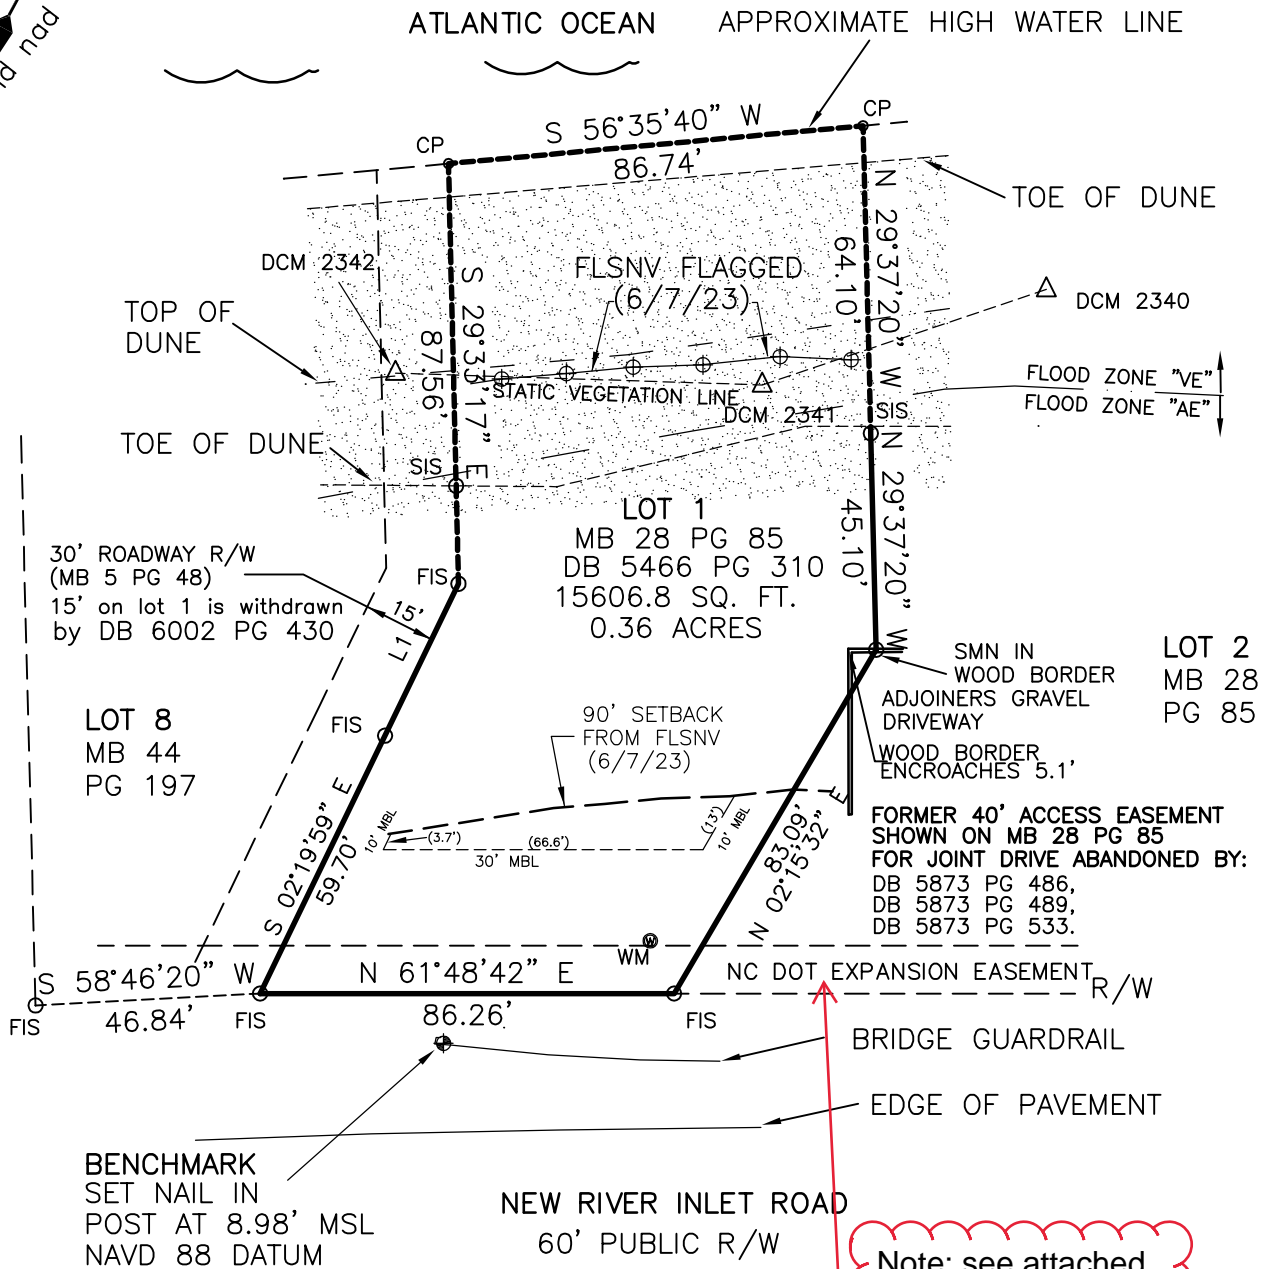 nad
ATLANTIC OCEAN
APPROXIMATE HIGH WATER LINE
CP
S 56°35'40" W
86.74'
CP
TOE OF DUNE
N 29°37'20" W
64.10'
DCM 2342
FLSNV FLAGGED
(6/7/23)
DCM 2340
TOP OF
DUNE
S 29°33'17" E
87.56'
STATIC VEGETATION LINE
DCM 2341
FLOOD ZONE "VE"
FLOOD ZONE "AE"
SIS
TOE OF DUNE
SIS
N 29°37'20" W
45.10'
LOT 1
MB 28 PG 85
DB 5466 PG 310
15606.8 SQ. FT.
0.36 ACRES
30' ROADWAY R/W
(MB 5 PG 48)
15' on lot 1 is withdrawn
by DB 6002 PG 430
FIS
15'
L1
SMN IN
WOOD BORDER
ADJOINERS GRAVEL
DRIVEWAY
WOOD BORDER
ENCROACHES 5.1'
LOT 2
MB 28
PG 85
LOT 8
MB 44
PG 197
FIS
90' SETBACK
FROM FLSNV
(6/7/23)
S 02°19'59" E
59.70'
10' MBL
(3.7')
(66.6')
30' MBL
(13')
10' MBL
83.09'
N 02°15'32" E
FORMER 40' ACCESS EASEMENT
SHOWN ON MB 28 PG 85
FOR JOINT DRIVE ABANDONED BY:
DB 5873 PG 486,
DB 5873 PG 489,
DB 5873 PG 533.
W
WM
S 58°46'20" W
46.84'
FIS
N 61°48'42" E
86.26'
FIS
FIS
NC DOT EXPANSION EASEMENT
R/W
BRIDGE GUARDRAIL
EDGE OF PAVEMENT
BENCHMARK
SET NAIL IN
POST AT 8.98' MSL
NAVD 88 DATUM
NEW RIVER INLET ROAD
60' PUBLIC R/W
Note: see attached